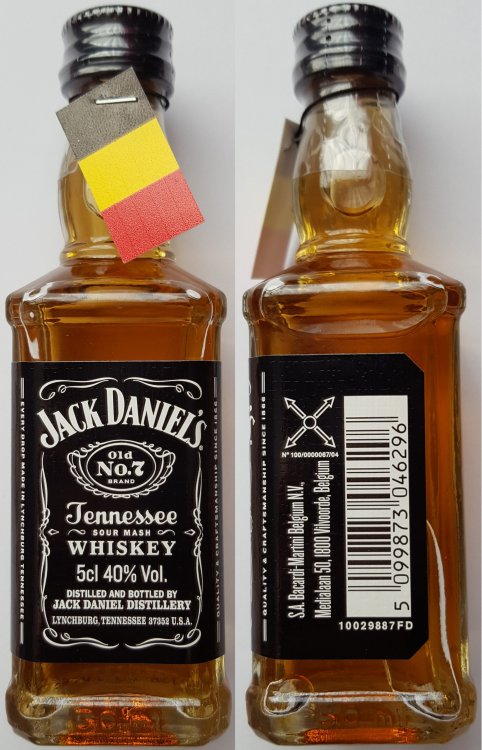 EVERY DROP MADE IN LYNCHBURG TENNESSEE
JACK DANIEL'S
Old
No.7
BRAND
Tennessee
SOUR MASH
WHISKEY
5cl 40% Vol.
DISTILLED AND BOTTLED BY
JACK DANIEL DISTILLERY
LYNCHBURG, TENNESSEE 37352 U.S.A.
QUALITY & CRAFTSMANSHIP SINCE 1866
QUALITY & CRAFTSMANSHIP SINCE 1866
N° 100/0000067/04
S.A. Bacardi-Martini Belgium N.V.,
Medialaan 50, 1800 Vilvoorde, Belgium
5 099873 046296
10029887FD